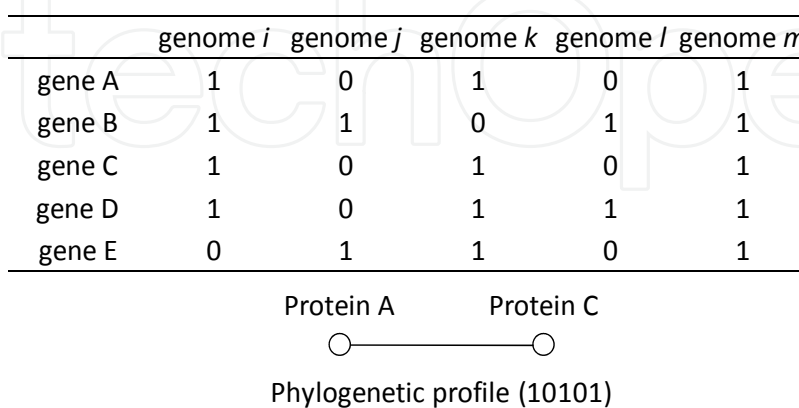 genome i genome j genome k genome l genome m
gene A 1 0 1 0 1
gene B 1 1 0 1 1
gene C 1 0 1 0 1
gene D 1 0 1 1 1
gene E 0 1 1 0 1
Protein A Protein C
Phylogenetic profile (10101)